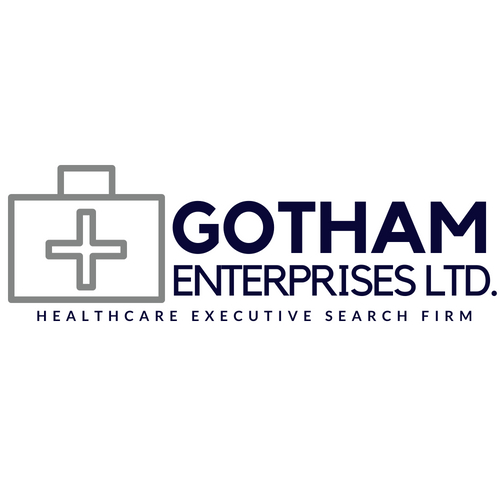 GOTHAM
ENTERPRISES LTD.
HEALTHCARE EXECUTIVE SEARCH FIRM